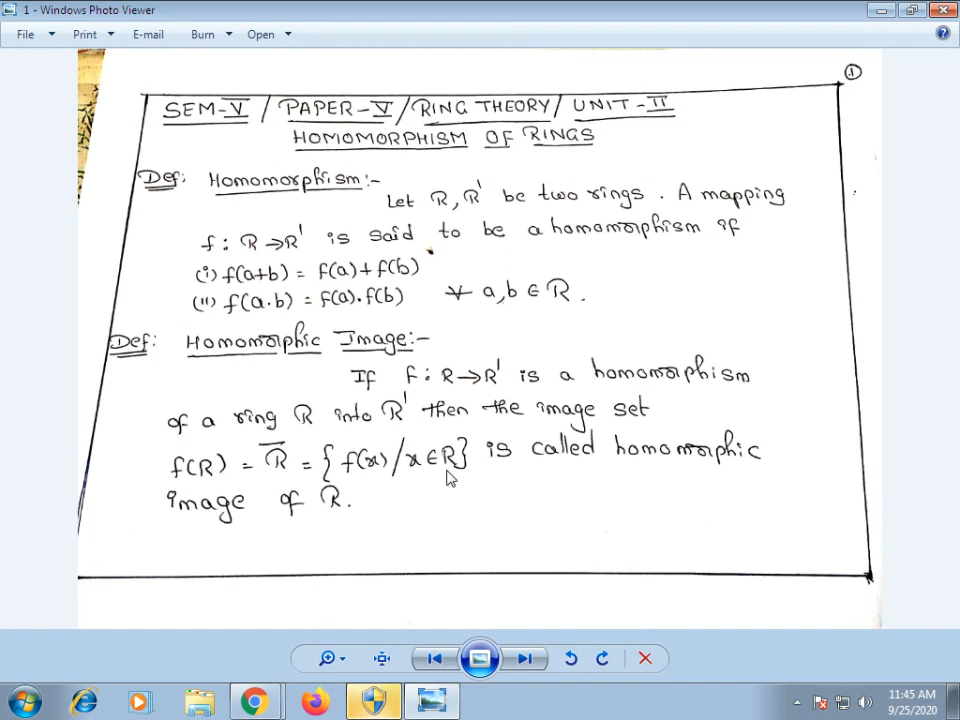 1 - Windows Photo Viewer
File Print E-mail Burn Open
①
SEM-V / PAPER-V / RING THEORY / UNIT-II
HOMOMORPHISM OF RINGS
Def: Homomorphism:-
Let R, R' be two rings. A mapping
f: R→R' is said to be a homomorphism if
(i) f(a+b) = f(a)+f(b)
(ii) f(a.b) = f(a).f(b) ∀ a,b ∈ R.
Def: Homomorphic Image:-
If f: R→R' is a homomorphism
of a ring R into R' then the image set
f(R) = R̅ = {f(x)/x∈R} is called homomorphic
image of R.
11:45 AM
9/25/2020